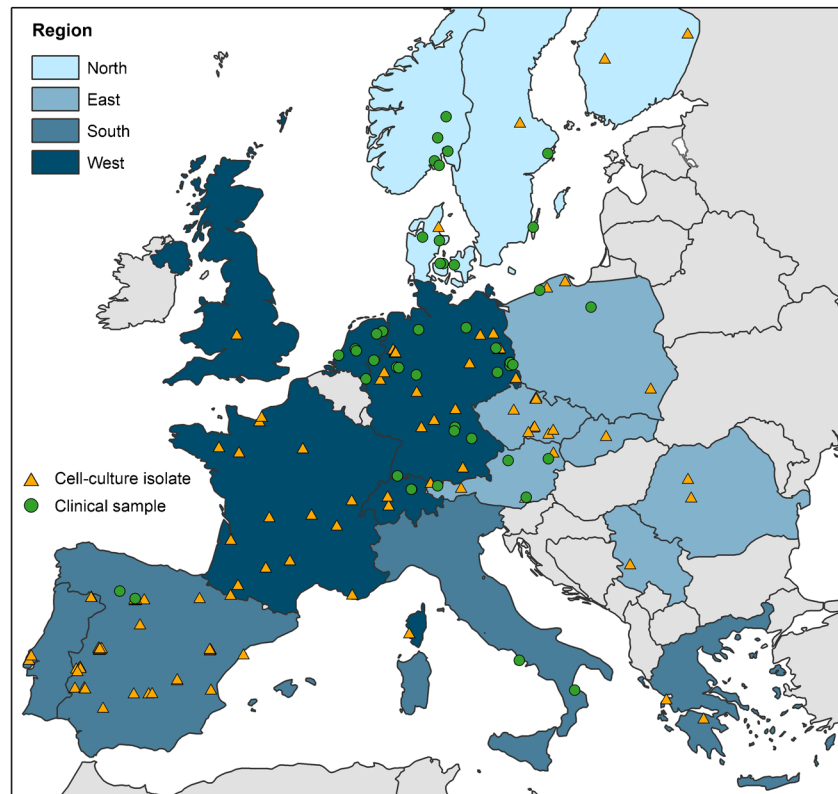 Region
North
East
South
West
Cell-culture isolate
Clinical sample